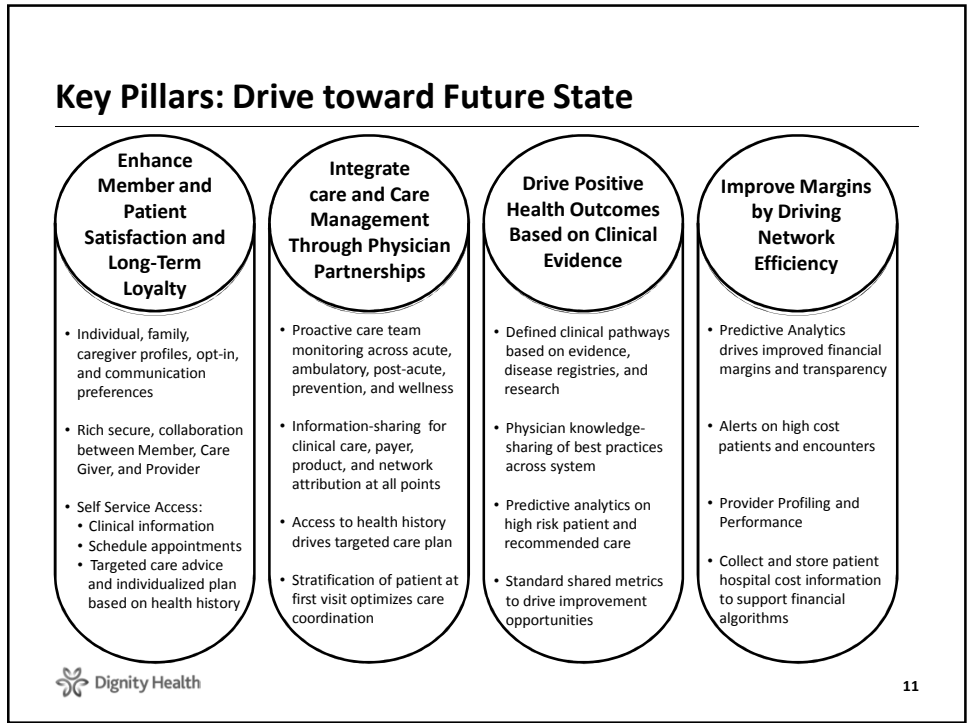 Key Pillars: Drive toward Future State
Enhance
Member and
Patient
Satisfaction and
Long-Term
Loyalty
• Individual, family,
caregiver profiles, opt-in,
and communication
preferences
• Rich secure, collaboration
between Member, Care
Giver, and Provider
• Self Service Access:
• Clinical information
• Schedule appointments
• Targeted care advice
and individualized plan
based on health history
Integrate
care and Care
Management
Through Physician
Partnerships
• Proactive care team
monitoring across acute,
ambulatory, post-acute,
prevention, and wellness
• Information-sharing for
clinical care, payer,
product, and network
attribution at all points
• Access to health history
drives targeted care plan
• Stratification of patient at
first visit optimizes care
coordination
Drive Positive
Health Outcomes
Based on Clinical
Evidence
• Defined clinical pathways
based on evidence,
disease registries, and
research
• Physician knowledge-
sharing of best practices
across system
• Predictive analytics on
high risk patient and
recommended care
• Standard shared metrics
to drive improvement
opportunities
Improve Margins
by Driving
Network
Efficiency
• Predictive Analytics
drives improved financial
margins and transparency
• Alerts on high cost
patients and encounters
• Provider Profiling and
Performance
• Collect and store patient
hospital cost information
to support financial
algorithms
Dignity Health
11